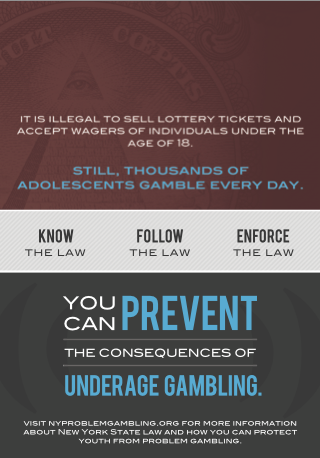 NUIT
CŒPTIS
IT IS ILLEGAL TO SELL LOTTERY TICKETS AND
ACCEPT WAGERS OF INDIVIDUALS UNDER THE
AGE OF 18.
STILL, THOUSANDS OF
ADOLESCENTS GAMBLE EVERY DAY.
KNOW
THE LAW
FOLLOW
THE LAW
ENFORCE
THE LAW
YOU
CAN PREVENT
THE CONSEQUENCES OF
UNDERAGE GAMBLING.
VISIT NYPROBLEMGAMBLING.ORG FOR MORE INFORMATION
ABOUT NEW YORK STATE LAW AND HOW YOU CAN PROTECT
YOUTH FROM PROBLEM GAMBLING.